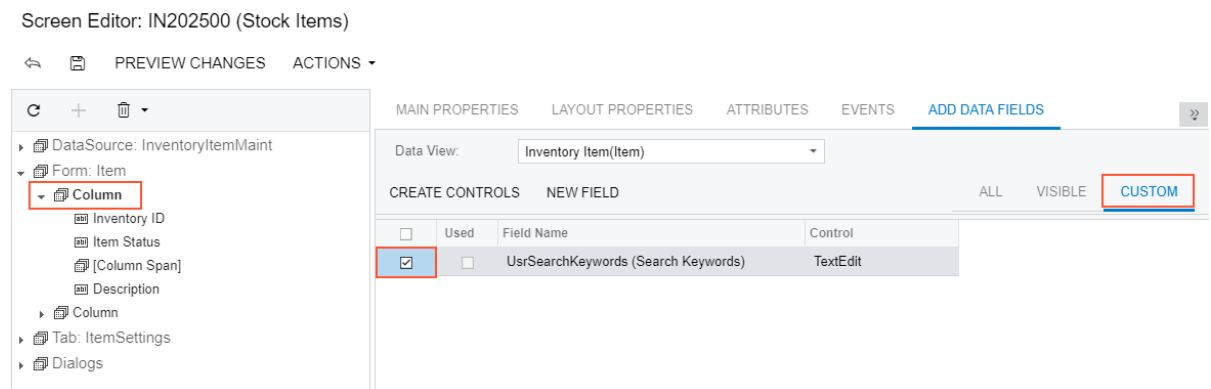 Screen Editor: IN202500 (Stock Items)
PREVIEW CHANGES ACTIONS
MAIN PROPERTIES LAYOUT PROPERTIES ATTRIBUTES EVENTS ADD DATA FIELDS
DataSource: InventoryItemMaint
Form: Item
Column
Inventory ID
Item Status
[Column Span]
Description
Column
Tab: ItemSettings
Dialogs
Data View: Inventory Item(Item)
CREATE CONTROLS NEW FIELD ALL VISIBLE CUSTOM
Used Field Name Control
UsrSearchKeywords (Search Keywords) TextEdit